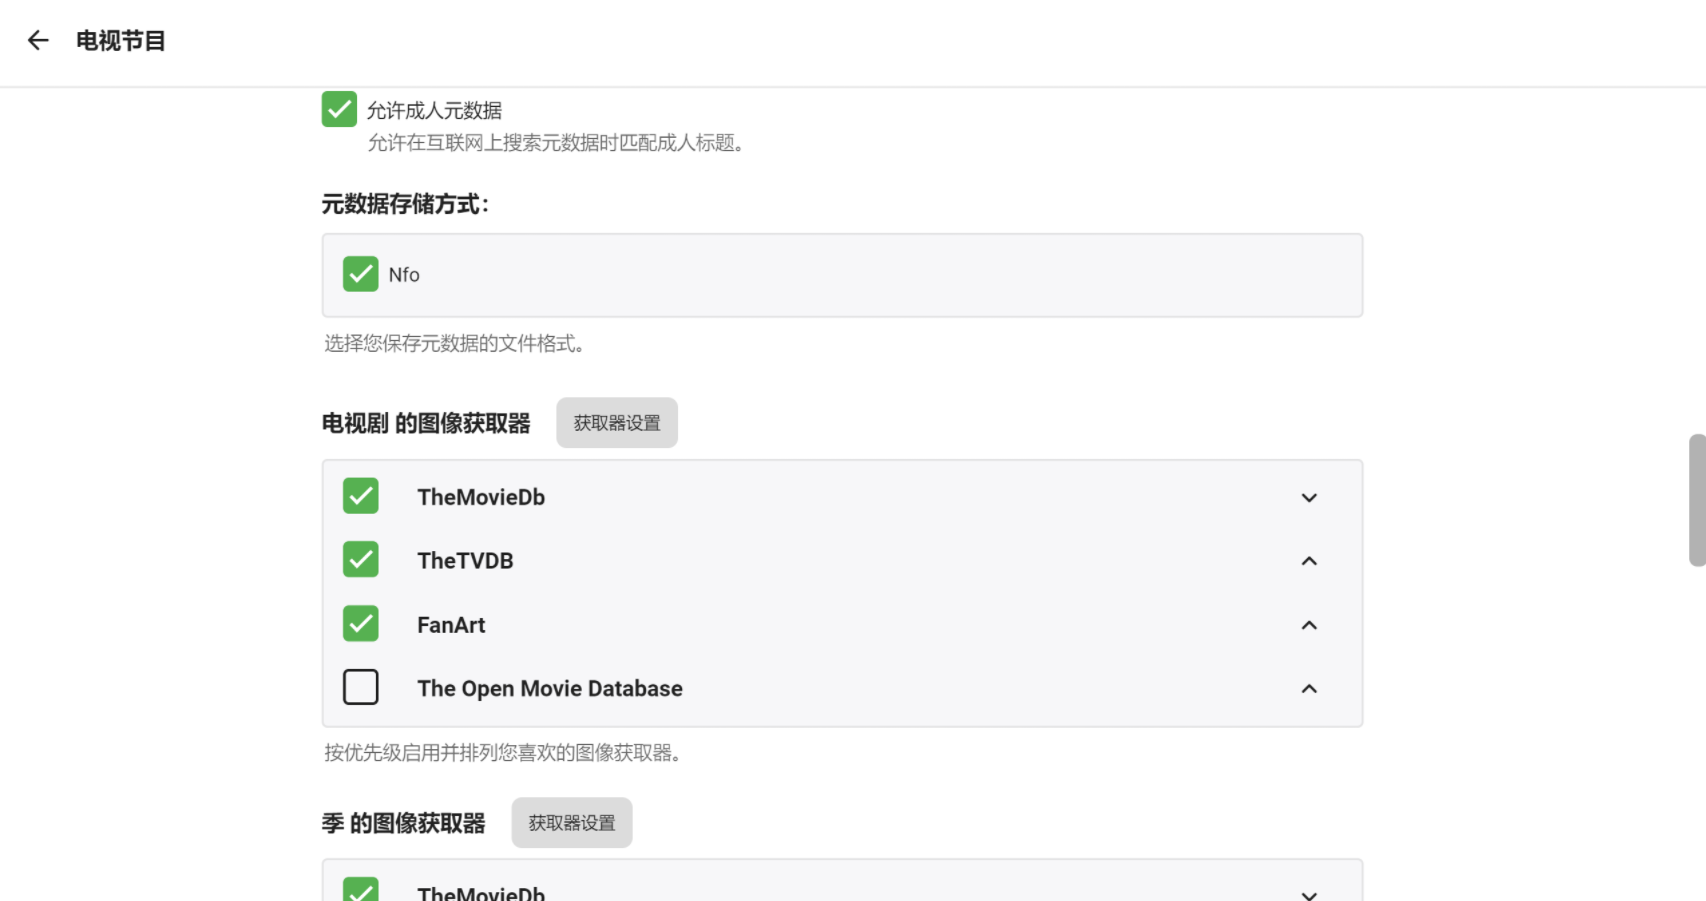 电视节目
允许成人元数据
允许在互联网上搜索元数据时匹配成人标题。
元数据存储方式：
Nfo
选择您保存元数据的文件格式。
电视剧 的图像获取器 获取器设置
TheMovieDb
TheTVDB
FanArt
The Open Movie Database
按优先级启用并排列您喜欢的图像获取器。
季 的图像获取器 获取器设置
TheMovieDb